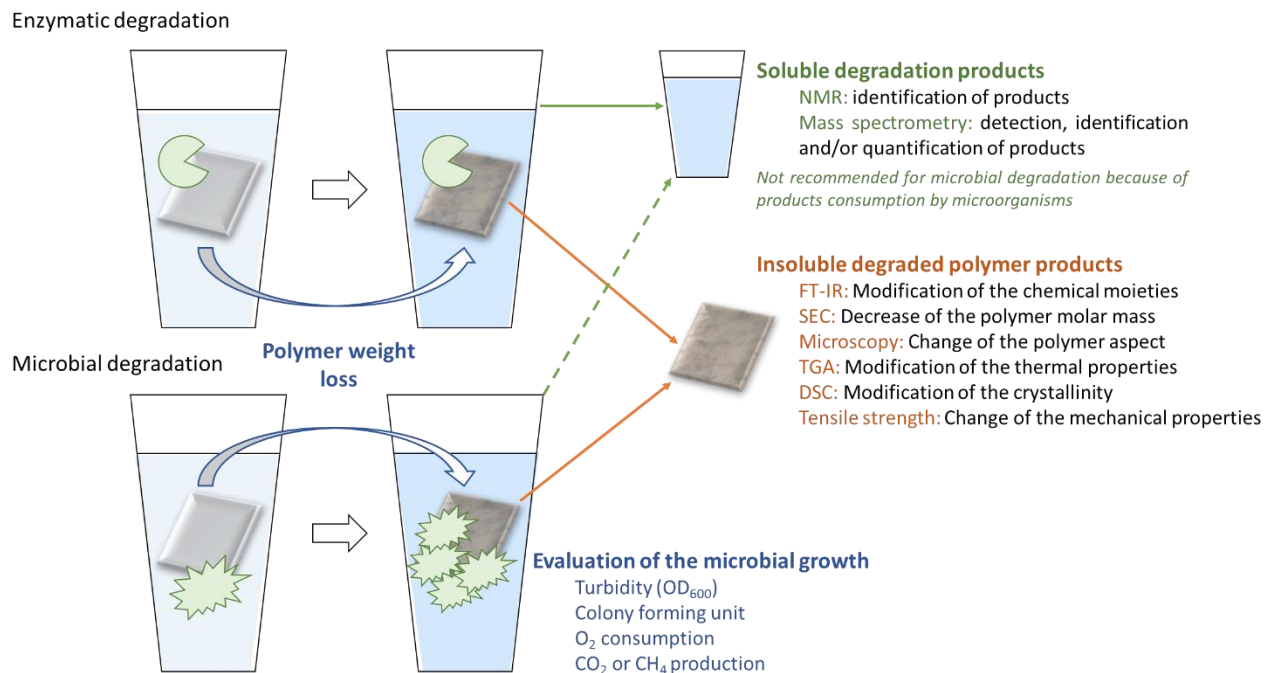 Enzymatic degradation
Soluble degradation products
NMR: identification of products
Mass spectrometry: detection, identification
and/or quantification of products
Not recommended for microbial degradation because of
products consumption by microorganisms
Insoluble degraded polymer products
FT-IR: Modification of the chemical moieties
SEC: Decrease of the polymer molar mass
Microscopy: Change of the polymer aspect
TGA: Modification of the thermal properties
DSC: Modification of the crystallinity
Tensile strength: Change of the mechanical properties
Polymer weight
loss
Microbial degradation
Evaluation of the microbial growth
Turbidity (OD₆₀₀)
Colony forming unit
O₂ consumption
CO₂ or CH₄ production